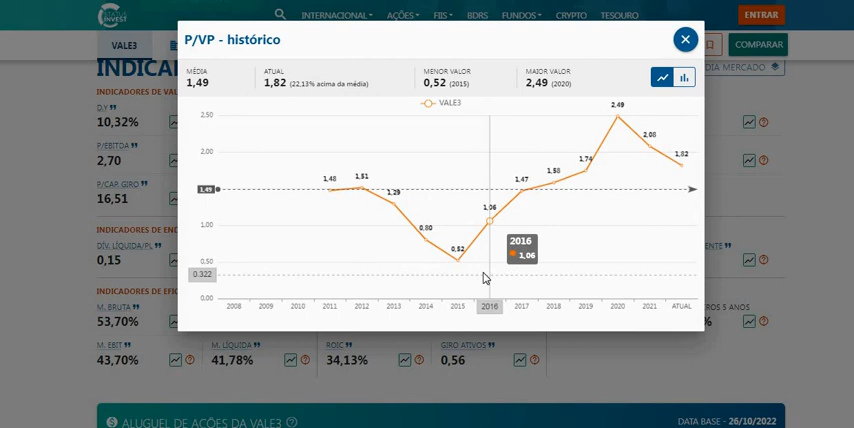 STATUS INVEST
INTERNACIONAL AÇÕES FIIS BDRS FUNDOS CRYPTO TESOURO ENTRAR
VALE3 COMPARAR
P/VP - histórico
MÉDIA ATUAL MENOR VALOR MAIOR VALOR
1,49 1,82 (22,13% acima da média) 0,52 (2015) 2,49 (2020)
DIA MERCADO
INDICADORES DE VAL
VALE3
D.Y
10,32%
P/EBITDA
2,70
P/CAP. GIRO
16,51
INDICADORES DE END
DÍV. LÍQUIDA/PL
0,15
INDICADORES DE EFIC
M. BRUTA
53,70%
2.50
2.00
1,49
1.00
0.50
0.322
0.00
1,48 1,51 1,29 0,80 0,52 1,06 1,47 1,58 1,74 2,49 2,08 1,82
2016
1,06
2008 2009 2010 2011 2012 2013 2014 2015 2016 2017 2018 2019 2020 2021 ATUAL
ENTE
CROS 5 ANOS
%
M. EBIT M. LÍQUIDA ROIC GIRO ATIVOS
43,70% 41,78% 34,13% 0,56
ALUGUEL DE AÇÕES DA VALE3 DATA BASE - 26/10/2022